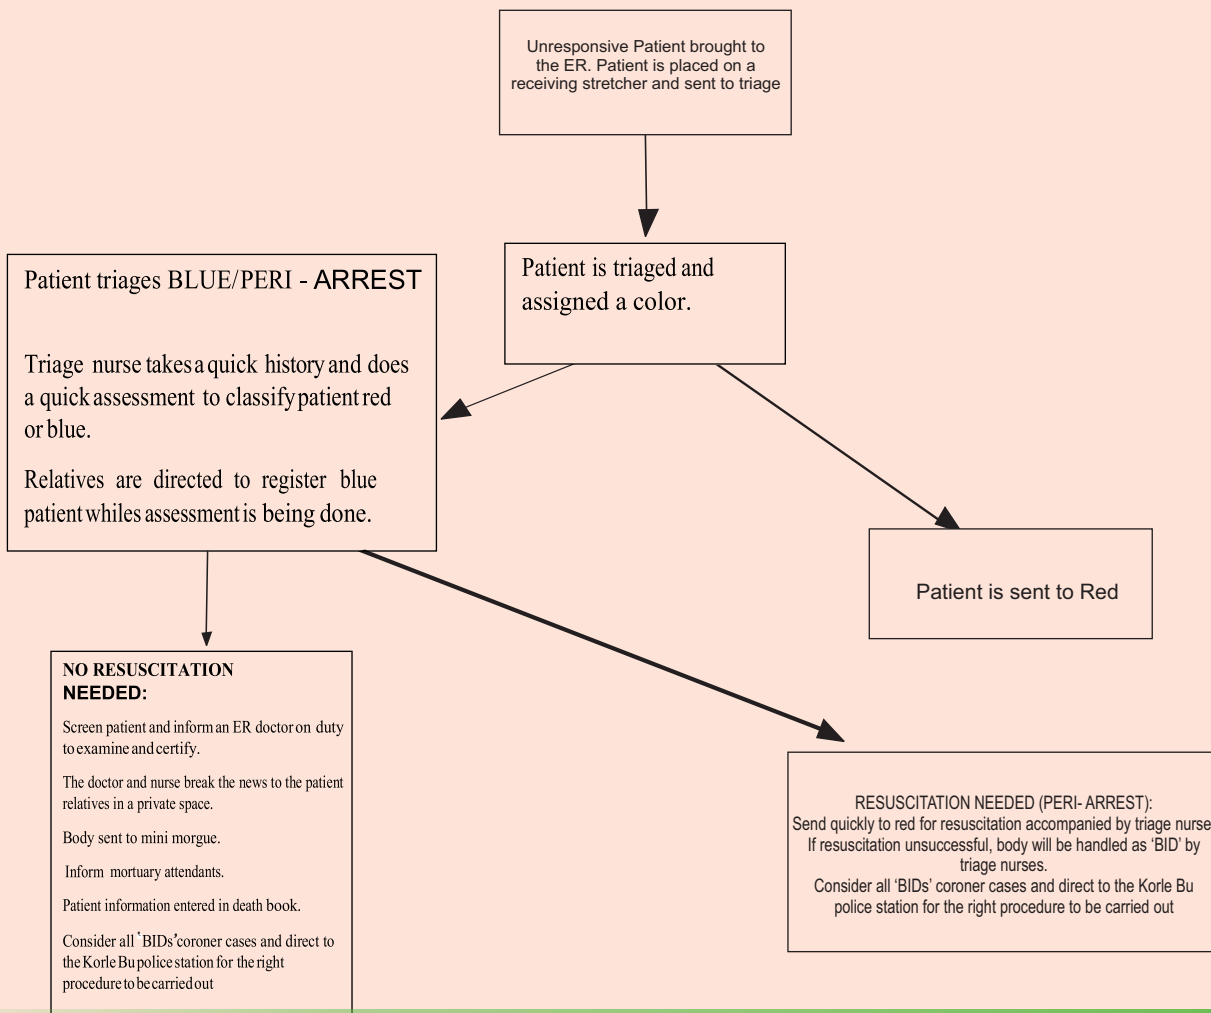 Unresponsive Patient brought to
the ER. Patient is placed on a
receiving stretcher and sent to triage
Patient is triaged and
assigned a color.
Patient triages BLUE/PERI - ARREST
Triage nurse takes a quick history and does
a quick assessment to classify patient red
or blue.
Relatives are directed to register blue
patient whiles assessment is being done.
Patient is sent to Red
NO RESUSCITATION
NEEDED:
Screen patient and inform an ER doctor on duty
to examine and certify.
The doctor and nurse break the news to the patient
relatives in a private space.
Body sent to mini morgue.
Inform mortuary attendants.
Patient information entered in death book.
Consider all 'BIDs' coroner cases and direct to
the Korle Bu police station for the right
procedure to be carried out
RESUSCITATION NEEDED (PERI- ARREST):
Send quickly to red for resuscitation accompanied by triage nurse
If resuscitation unsuccessful, body will be handled as 'BID' by
triage nurses.
Consider all 'BIDs' coroner cases and direct to the Korle Bu
police station for the right procedure to be carried out